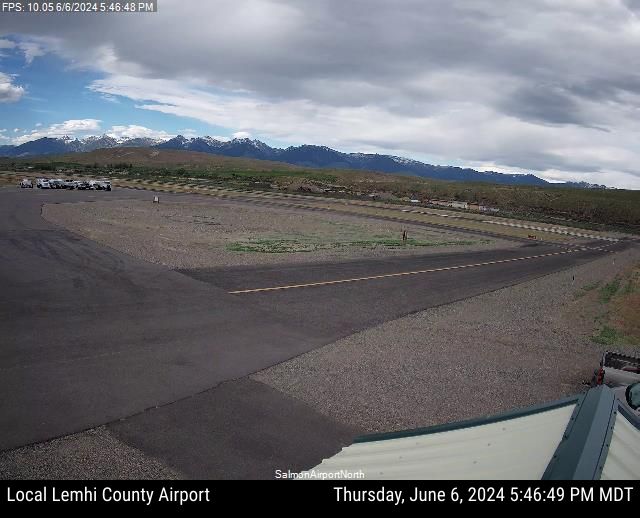 FPS: 10.05 6/6/2024 5:46:48 PM
SalmonAirportNorth
Local Lemhi County Airport
Thursday, June 6, 2024 5:46:49 PM MDT